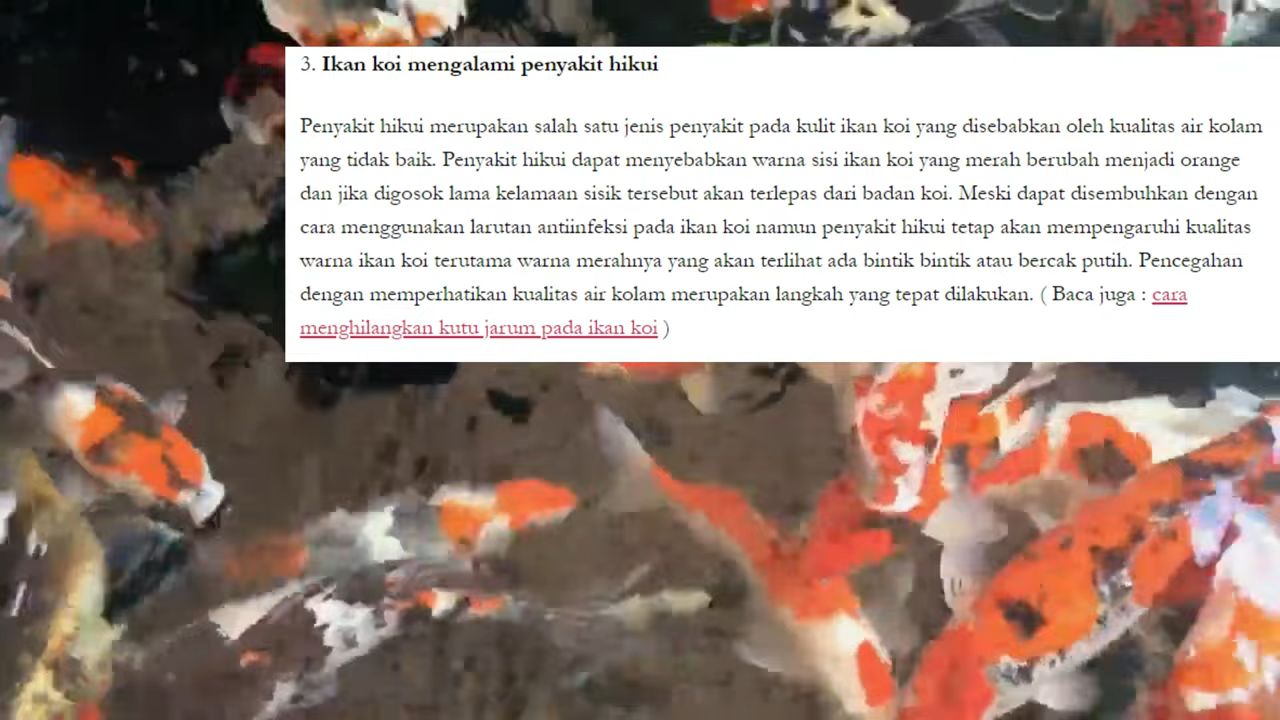 3. Ikan koi mengalami penyakit hikui
Penyakit hikui merupakan salah satu jenis penyakit pada kulit ikan koi yang disebabkan oleh kualitas air kolam
yang tidak baik. Penyakit hikui dapat menyebabkan warna sisi ikan koi yang merah berubah menjadi orange
dan jika digosok lama kelamaan sisik tersebut akan terlepas dari badan koi. Meski dapat disembuhkan dengan
cara menggunakan larutan antiinfeksi pada ikan koi namun penyakit hikui tetap akan mempengaruhi kualitas
warna ikan koi terutama warna merahnya yang akan terlihat ada bintik bintik atau bercak putih. Pencegahan
dengan memperhatikan kualitas air kolam merupakan langkah yang tepat dilakukan. ( Baca juga : cara
menghilangkan kutu jarum pada ikan koi )